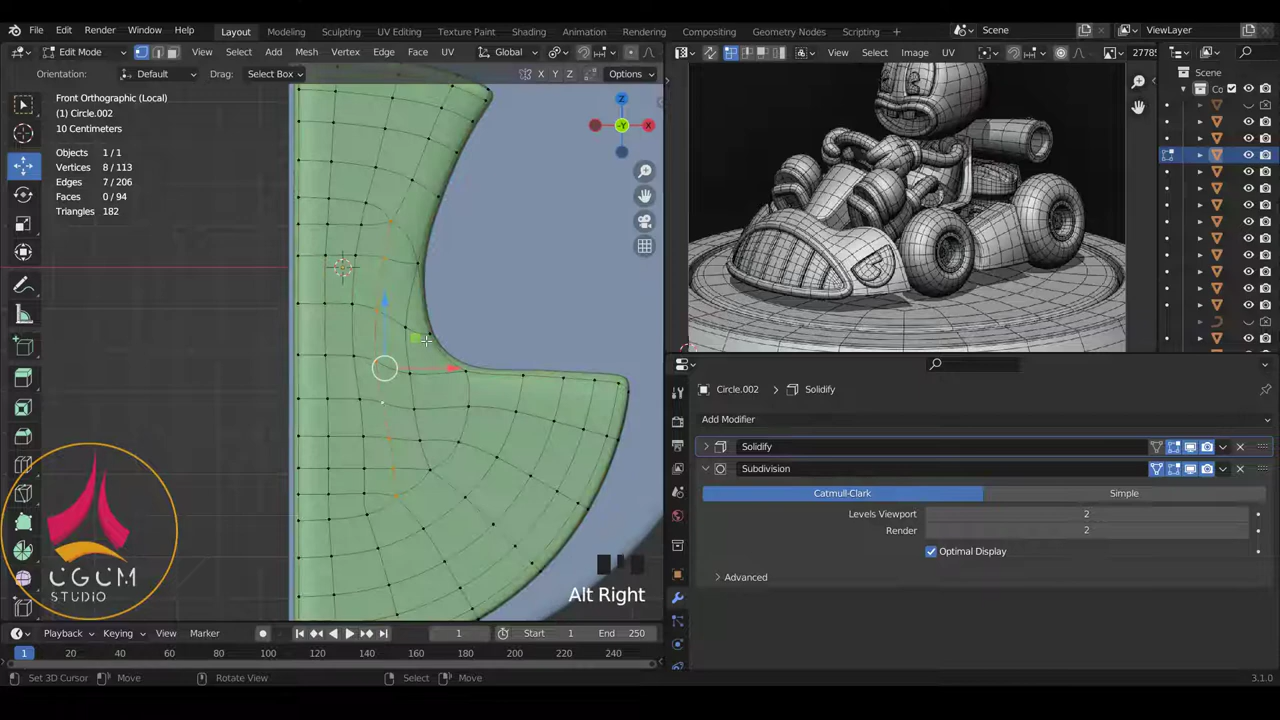 File Edit Render Window Help
Layout Modeling Sculpting UV Editing Texture Paint Shading Animation Rendering Compositing Geometry Nodes Scripting
Scene ViewLayer
Edit Mode View Select Add Mesh Vertex Edge Face UV Global
View Select Image UV 27785
Orientation: Default Drag: Select Box X Y Z Options
Scene
Co
Front Orthographic (Local)
(1) Circle.002
10 Centimeters
Objects 1 / 1
Vertices 8 / 113
Edges 7 / 206
Faces 0 / 94
Triangles 182
Z
-Y
X
Circle.002 Solidify
Add Modifier
Solidify
Subdivision
Catmull-Clark Simple
Levels Viewport 2
Render 2
Optimal Display
Advanced
CGCM
STUDIO
Alt Right
Playback Keying View Marker 1 Start 1 End 250
1 20 40 60 80 100 120 140 160 180 200 220 240
Set 3D Cursor Move Rotate View Select Move 3.1.0